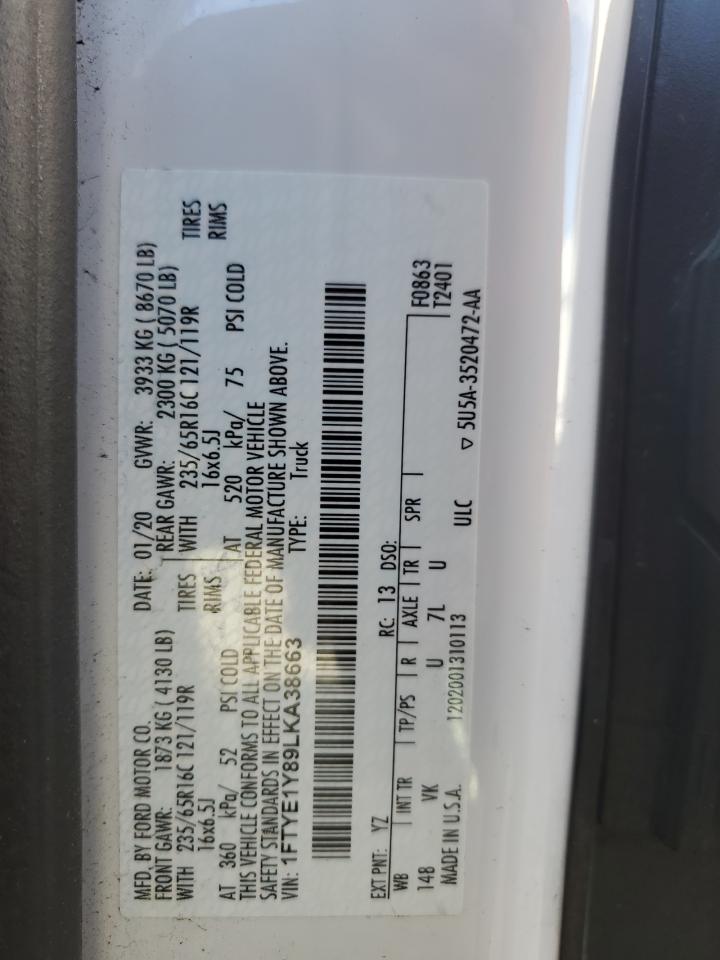 MFD. BY FORD MOTOR CO. DATE: 01/20 GVWR: 3933 KG ( 8670 LB)
FRONT GAWR: 1873 KG ( 4130 LB) REAR GAWR: 2300 KG ( 5070 LB)
WITH 235/65R16C 121/119R TIRES WITH 235/65R16C 121/119R TIRES
16x6.5J RIMS 16x6.5J RIMS
AT 360 kPa/ 52 PSI COLD AT 520 kPa/ 75 PSI COLD
THIS VEHICLE CONFORMS TO ALL APPLICABLE FEDERAL MOTOR VEHICLE
SAFETY STANDARDS IN EFFECT ON THE DATE OF MANUFACTURE SHOWN ABOVE.
VIN: 1FTYE1Y89LKA38663 TYPE: Truck
EXT PNT: YZ RC: 13 DSO:
WB INT TR TP/PS R AXLE TR SPR F0863
148 VK U 7L U T2401
MADE IN U.S.A. 1202001310113 ULC ▽ 5U5A-3520472-AA